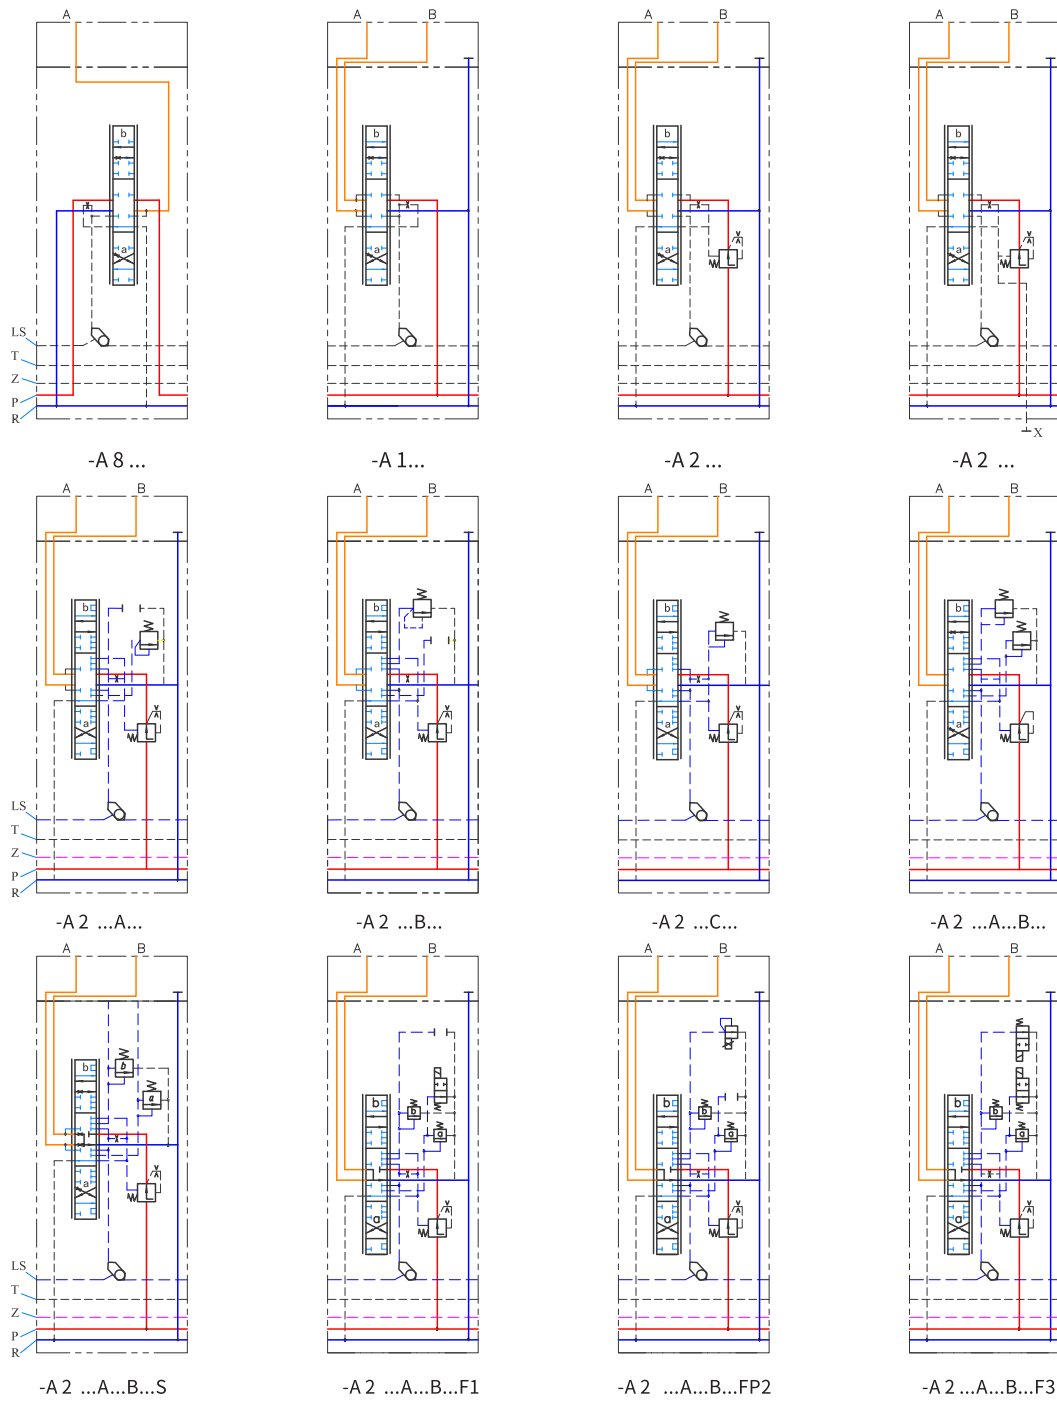 A A B A B A B
b b b b
a a a a
LS
T
Z
P
R
X
-A 8 ... -A 1... -A 2 ... -A 2 ...
A B A B A B A B
b b b b
a a a a
LS
T
Z
P
R
-A 2 ...A... -A 2 ...B... -A 2 ...C... -A 2 ...A...B...
A B A B A B A B
b b
a
b b b b b b
a a a
a a a a
LS
T
Z
P
R
-A 2 ...A...B...S -A 2 ...A...B...F1 -A 2 ...A...B...FP2 -A 2 ...A...B...F3